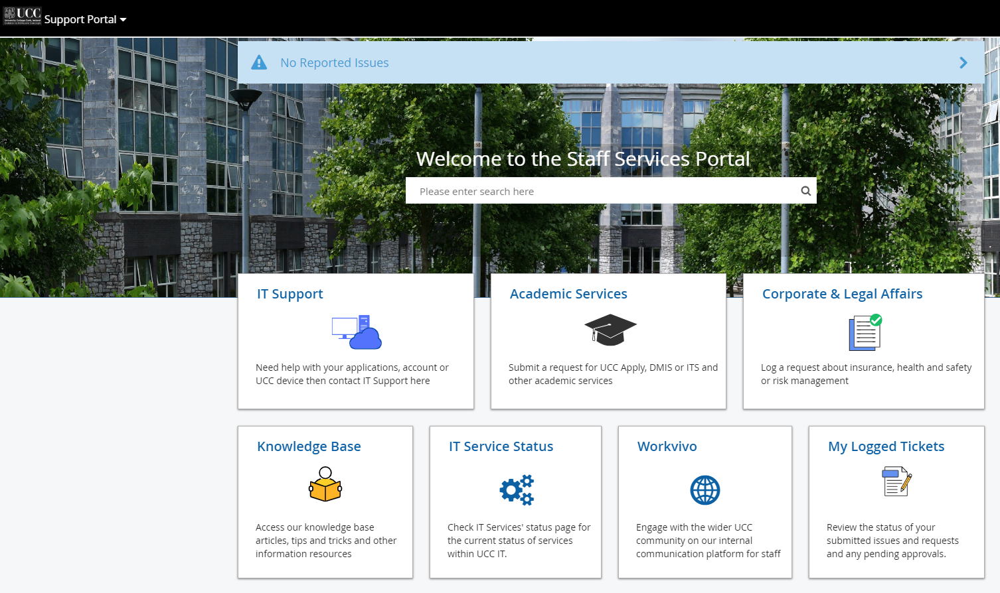 UCC
University College Cork, Ireland
Support Portal
No Reported Issues
Welcome to the Staff Services Portal
Please enter search here
IT Support
Need help with your applications, account or
UCC device then contact IT Support here
Academic Services
Submit a request for UCC Apply, DMIS or ITS and
other academic services
Corporate & Legal Affairs
Log a request about insurance, health and safety
or risk management
Knowledge Base
Access our knowledge base
articles, tips and tricks and other
information resources
IT Service Status
Check IT Services' status page for
the current status of services
within UCC IT.
Workvivo
Engage with the wider UCC
community on our internal
communication platform for staff
My Logged Tickets
Review the status of your
submitted issues and requests
and any pending approvals.